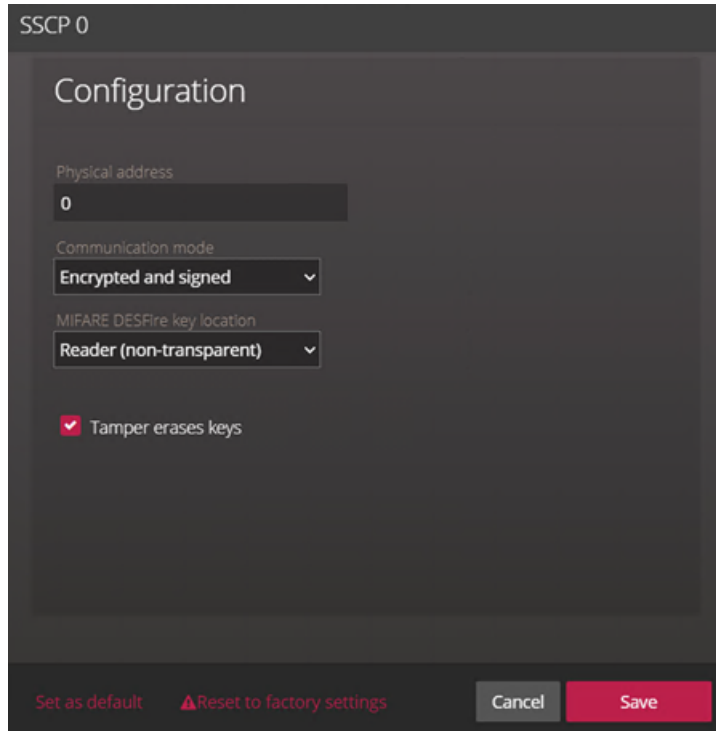 SSCP 0
Configuration
Physical address
0
Communication mode
Encrypted and signed
MIFARE DESFire key location
Reader (non-transparent)
Tamper erases keys
Set as default Reset to factory settings Cancel Save